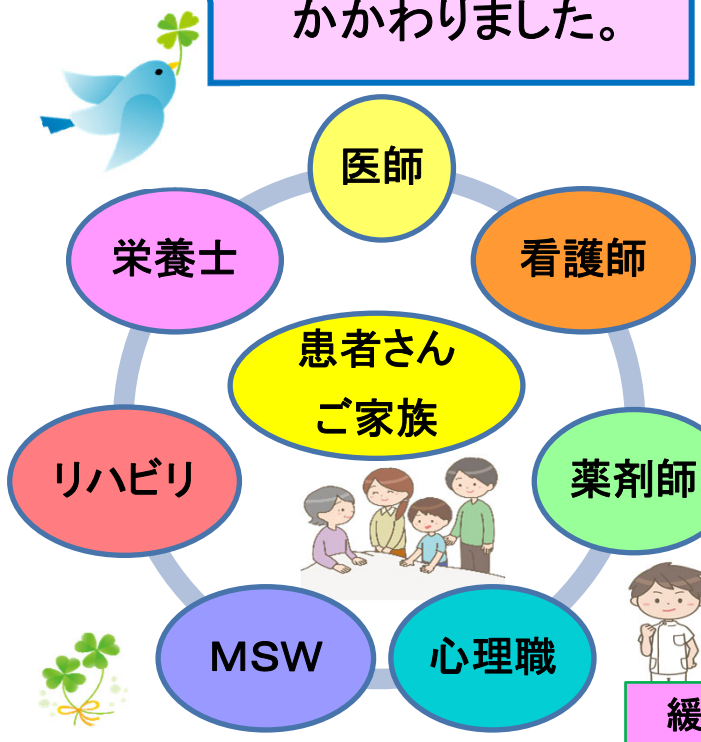 かかわりました。
医師
栄養士
看護師
患者さん
ご家族
リハビリ
薬剤師
MSW
心理職
緩